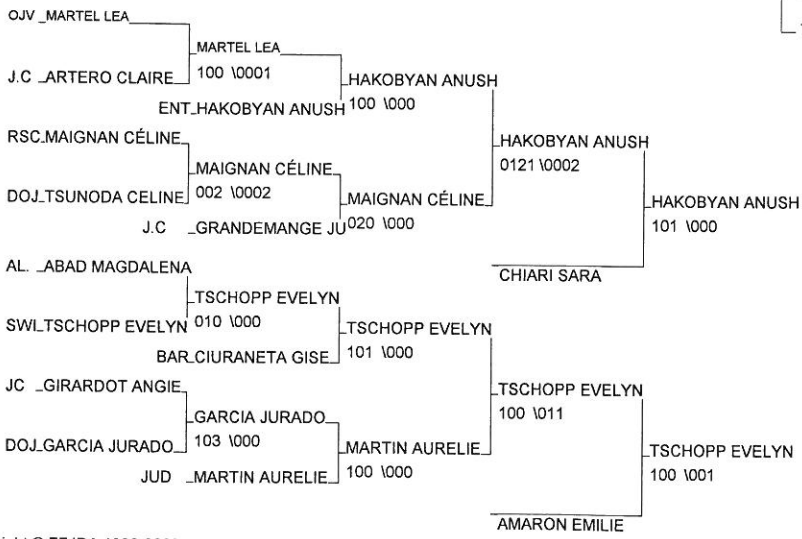 OJV _MARTEL LEA
MARTEL LEA
J.C _ARTERO CLAIRE
100 \0001
HAKOBYAN ANUSH
ENT_HAKOBYAN ANUSH
100 \000
RSC_MAIGNAN CÉLINE
HAKOBYAN ANUSH
MAIGNAN CÉLINE
0121 \0002
DOJ_TSUNODA CELINE
002 \0002
MAIGNAN CÉLINE
HAKOBYAN ANUSH
J.C _GRANDEMANGE JU
020 \000
101 \000
AL. _ABAD MAGDALENA
CHIARI SARA
TSCHOPP EVELYN
SWI_TSCHOPP EVELYN
010 \000
TSCHOPP EVELYN
BAR_CIURANETA GISE
101 \000
JC _GIRARDOT ANGIE
TSCHOPP EVELYN
GARCIA JURADO
100 \011
DOJ_GARCIA JURADO
103 \000
MARTIN AURELIE
TSCHOPP EVELYN
JUD _MARTIN AURELIE
100 \000
100 \001
AMARON EMILIE